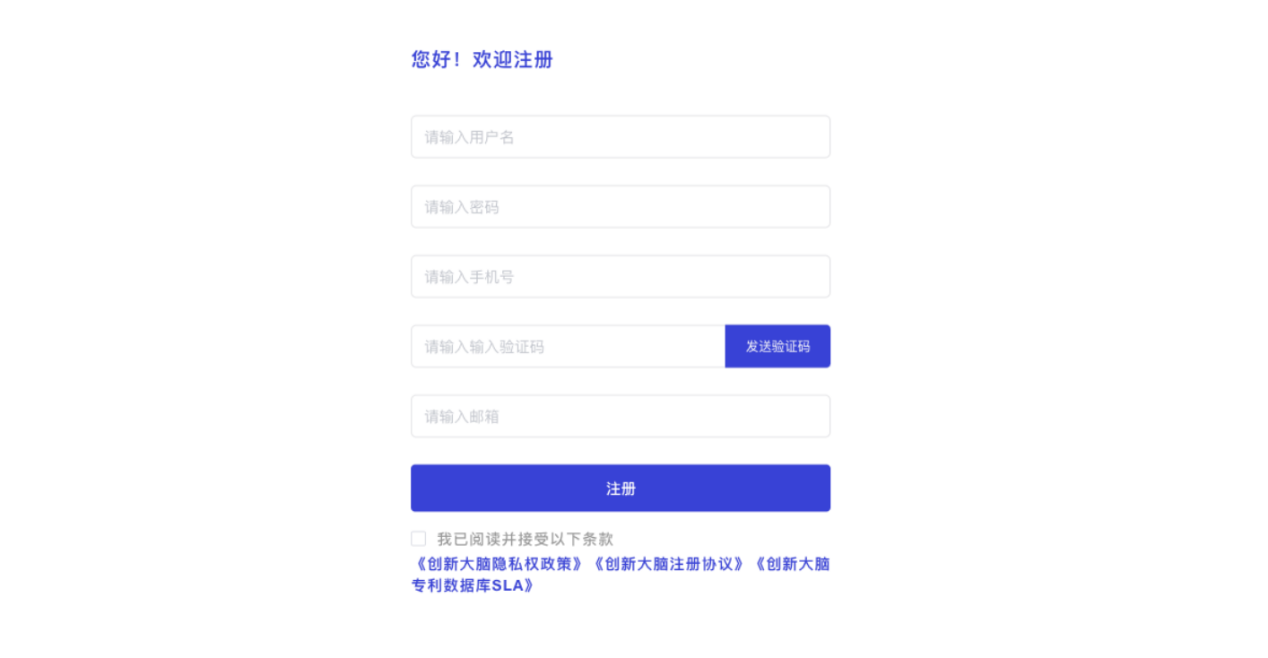 您好！欢迎注册
请输入用户名
请输入密码
请输入手机号
请输入输入验证码
发送验证码
请输入邮箱
注册
我已阅读并接受以下条款
《创新大脑隐私权政策》《创新大脑注册协议》《创新大脑
专利数据库SLA》